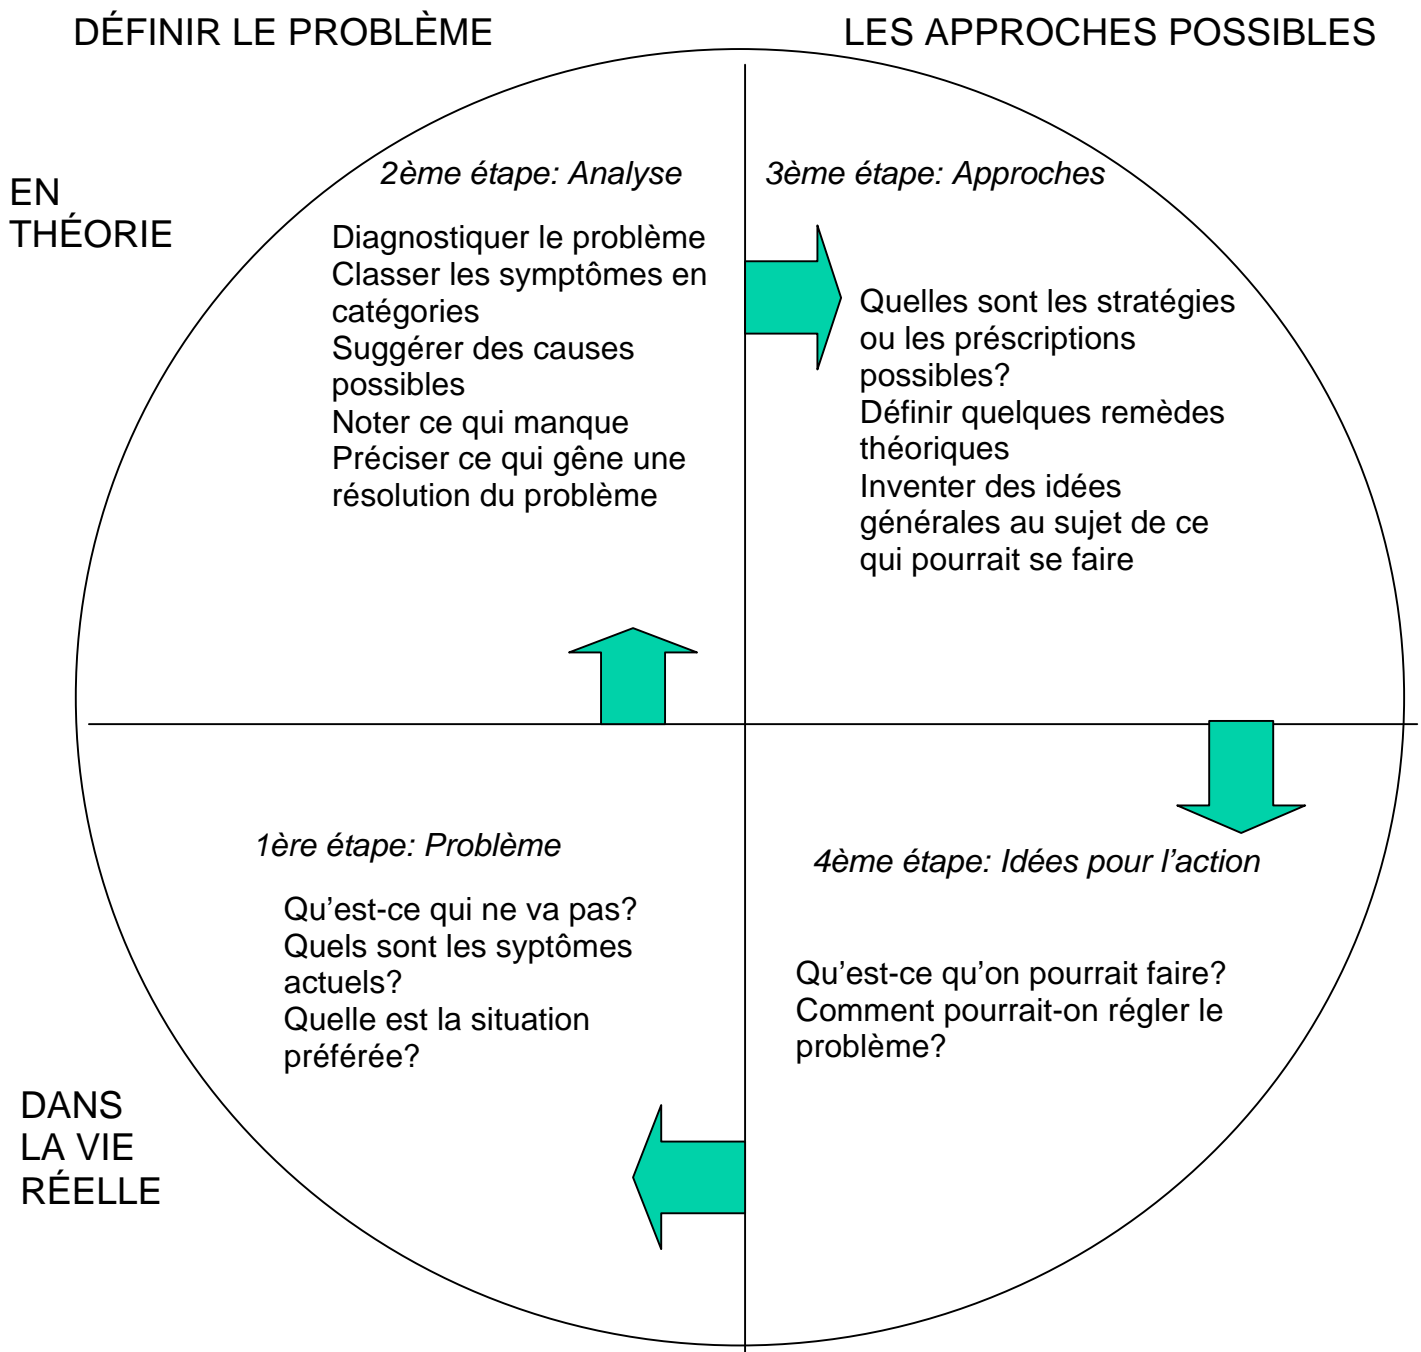 DÉFINIR LE PROBLÈME
LES APPROCHES POSSIBLES
EN
THÉORIE
2ème étape: Analyse
Diagnostiquer le problème
Classer les symptômes en
catégories
Suggérer des causes
possibles
Noter ce qui manque
Préciser ce qui gêne une
résolution du problème
3ème étape: Approches
Quelles sont les stratégies
ou les préscriptions
possibles?
Définir quelques remèdes
théoriques
Inventer des idées
générales au sujet de ce
qui pourrait se faire
DANS
LA VIE
RÉELLE
1ère étape: Problème
Qu’est-ce qui ne va pas?
Quels sont les syptômes
actuels?
Quelle est la situation
préférée?
4ème étape: Idées pour l’action
Qu’est-ce qu’on pourrait faire?
Comment pourrait-on régler le
problème?